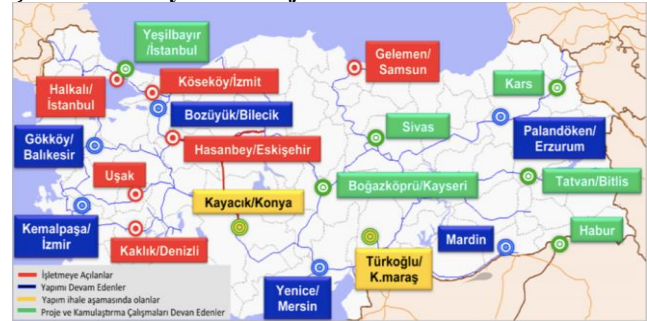 Yeşilbayır
/İstanbul
Gelemen/
Samsun
Halkalı/
İstanbul
Köseköy/İzmit
Kars
Bozüyük/Bilecik
Gökköy/
Balıkesir
Sivas
Palandöken/
Erzurum
Hasanbey/Eskişehir
Uşak
Boğazköprü/Kayseri
Tatvan/Bitlis
Kayacık/Konya
Kemalpaşa/
İzmir
Kaklık/Denizli
Türkoğlu/
K.maraş
Mardin
Habur
Yenice/
Mersin
İşletmeye Açılanlar
Yapımı Devam Edenler
Yapım ihale aşamasında olanlar
Proje ve Kamulaştırma Çalışmaları Devan Edenler